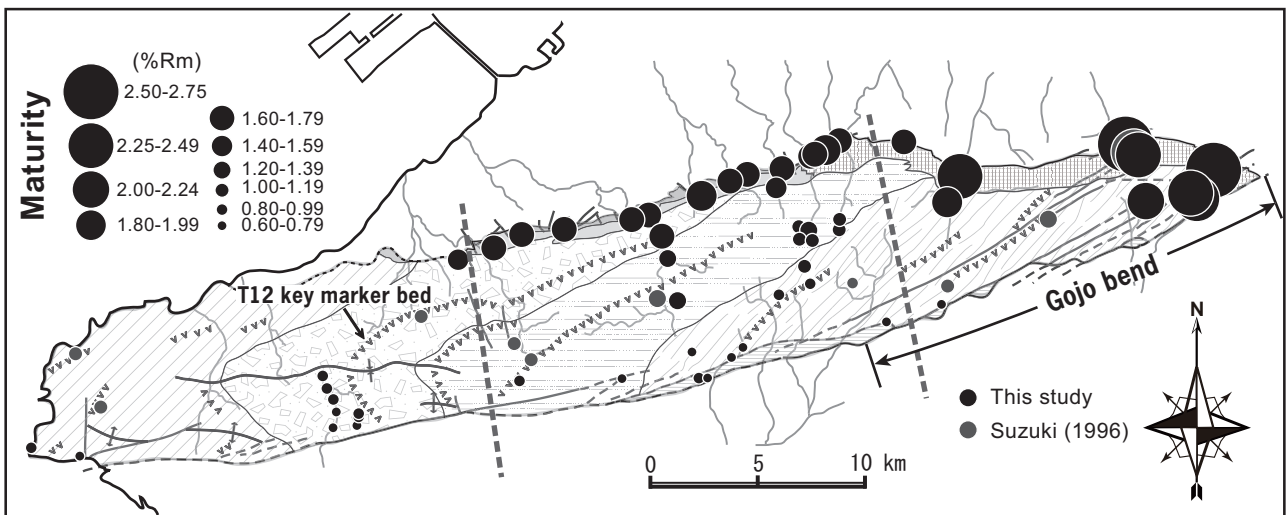 Maturity
(%Rm)
2.50-2.75
2.25-2.49
2.00-2.24
1.80-1.99
1.60-1.79
1.40-1.59
1.20-1.39
1.00-1.19
0.80-0.99
0.60-0.79
T12 key marker bed
Gojo bend
This study
Suzuki (1996)
0 5 10 km
N